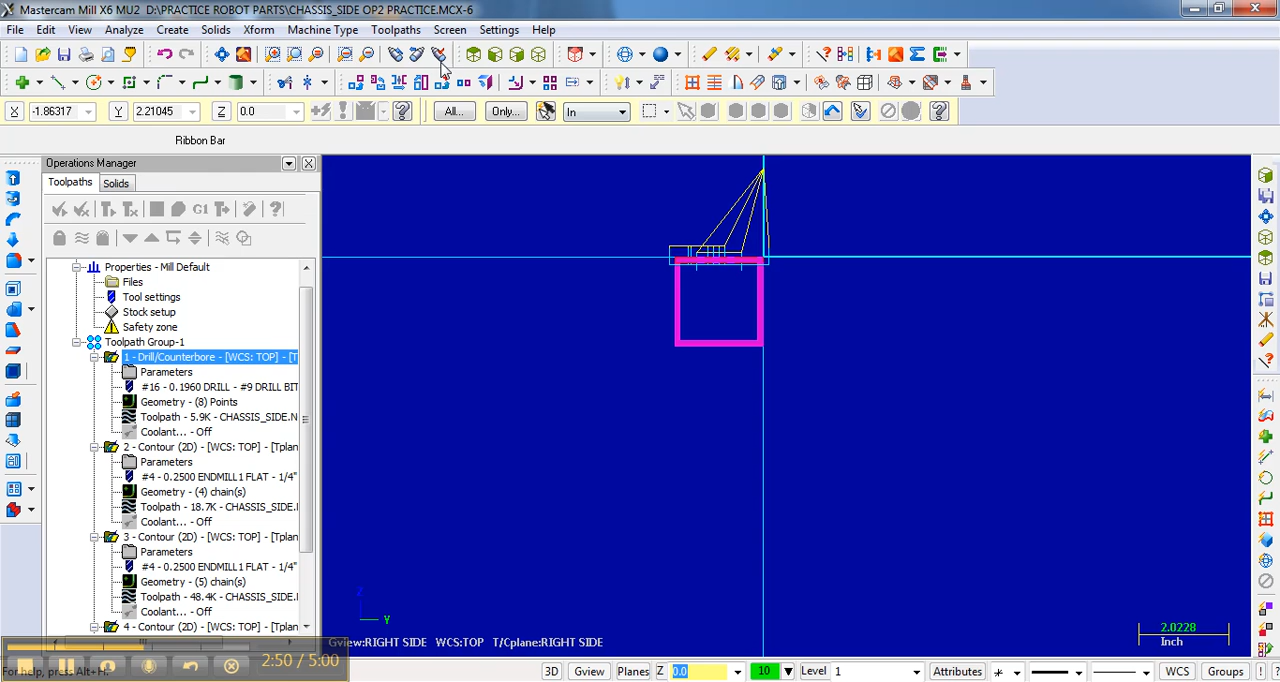 Mastercam Mill X6 MU2  D:\PRACTICE ROBOT PARTS\CHASSIS_SIDE OP2 PRACTICE.MCX-6
File Edit View Analyze Create Solids Xform Machine Type Toolpaths Screen Settings Help
X -1.86317 Y 2.21045 Z 0.0 All... Only... In
Ribbon Bar
Operations Manager
Toolpaths Solids
G1
Properties - Mill Default
Files
Tool settings
Stock setup
Safety zone
Toolpath Group-1
1 - Drill/Counterbore - [WCS: TOP] - [T
Parameters
#16 - 0.1960 DRILL - #9 DRILL BIT
Geometry - (8) Points
Toolpath - 5.9K - CHASSIS_SIDE.N
Coolant... - Off
2 - Contour (2D) - [WCS: TOP] - [Tplan
Parameters
#4 - 0.2500 ENDMILL1 FLAT - 1/4"
Geometry - (4) chain(s)
Toolpath - 18.7K - CHASSIS_SIDE.N
Coolant... - Off
3 - Contour (2D) - [WCS: TOP] - [Tplan
Parameters
#4 - 0.2500 ENDMILL1 FLAT - 1/4"
Geometry - (5) chain(s)
Toolpath - 48.4K - CHASSIS_SIDE.N
Coolant... - Off
4 - Contour (2D) - [WCS: TOP] - [Tplan
Z
Y
Gview:RIGHT SIDE WCS:TOP T/Cplane:RIGHT SIDE
2.0228
Inch
2:50 / 5:00
For help, press Alt+H.
3D Gview Planes Z 0.0 10 Level 1 Attributes WCS Groups